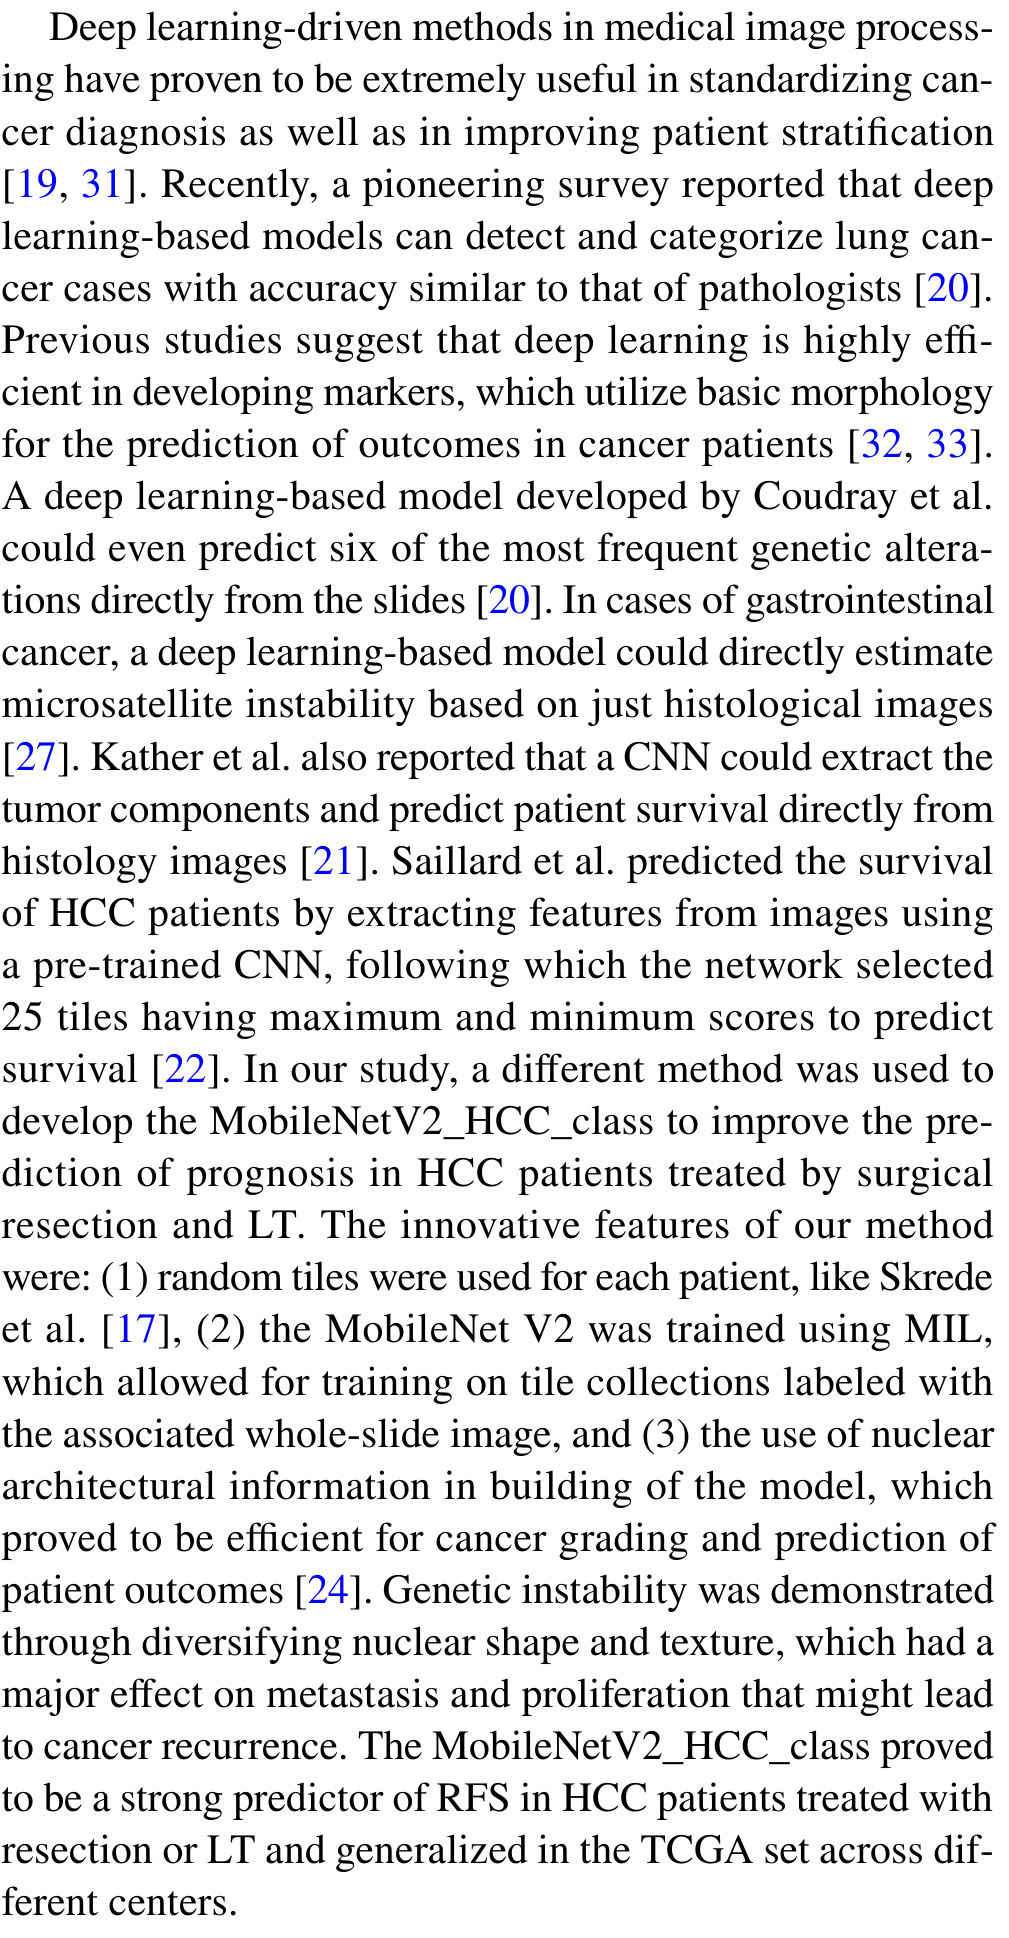 Deep learning-driven methods in medical image process-
ing have proven to be extremely useful in standardizing can-
cer diagnosis as well as in improving patient stratification
[19, 31]. Recently, a pioneering survey reported that deep
learning-based models can detect and categorize lung can-
cer cases with accuracy similar to that of pathologists [20].
Previous studies suggest that deep learning is highly effi-
cient in developing markers, which utilize basic morphology
for the prediction of outcomes in cancer patients [32, 33].
A deep learning-based model developed by Coudray et al.
could even predict six of the most frequent genetic altera-
tions directly from the slides [20]. In cases of gastrointestinal
cancer, a deep learning-based model could directly estimate
microsatellite instability based on just histological images
[27]. Kather et al. also reported that a CNN could extract the
tumor components and predict patient survival directly from
histology images [21]. Saillard et al. predicted the survival
of HCC patients by extracting features from images using
a pre-trained CNN, following which the network selected
25 tiles having maximum and minimum scores to predict
survival [22]. In our study, a different method was used to
develop the MobileNetV2_HCC_class to improve the pre-
diction of prognosis in HCC patients treated by surgical
resection and LT. The innovative features of our method
were: (1) random tiles were used for each patient, like Skrede
et al. [17], (2) the MobileNet V2 was trained using MIL,
which allowed for training on tile collections labeled with
the associated whole-slide image, and (3) the use of nuclear
architectural information in building of the model, which
proved to be efficient for cancer grading and prediction of
patient outcomes [24]. Genetic instability was demonstrated
through diversifying nuclear shape and texture, which had a
major effect on metastasis and proliferation that might lead
to cancer recurrence. The MobileNetV2_HCC_class proved
to be a strong predictor of RFS in HCC patients treated with
resection or LT and generalized in the TCGA set across dif-
ferent centers.